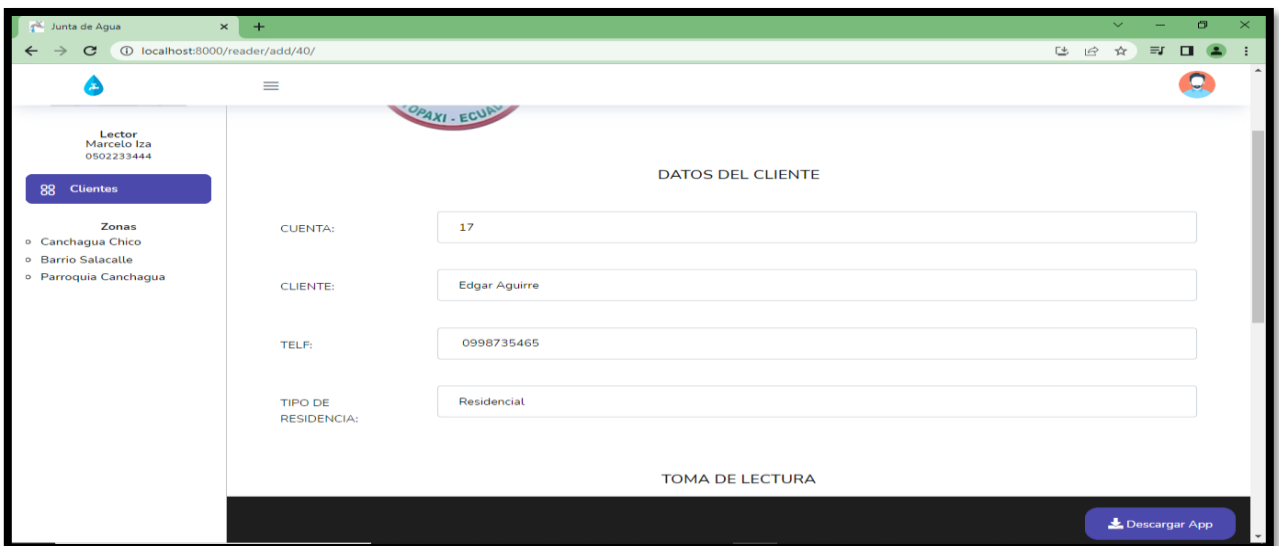 Junta de Agua
localhost:8000/reader/add/40/
OPAXI - ECUA
Lector
Marcelo Iza
0502233444
Clientes
Zonas
Canchagua Chico
Barrio Salacalle
Parroquia Canchagua
DATOS DEL CLIENTE
CUENTA: 17
CLIENTE: Edgar Aguirre
TELF: 0998735465
TIPO DE RESIDENCIA: Residencial
TOMA DE LECTURA
Descargar App